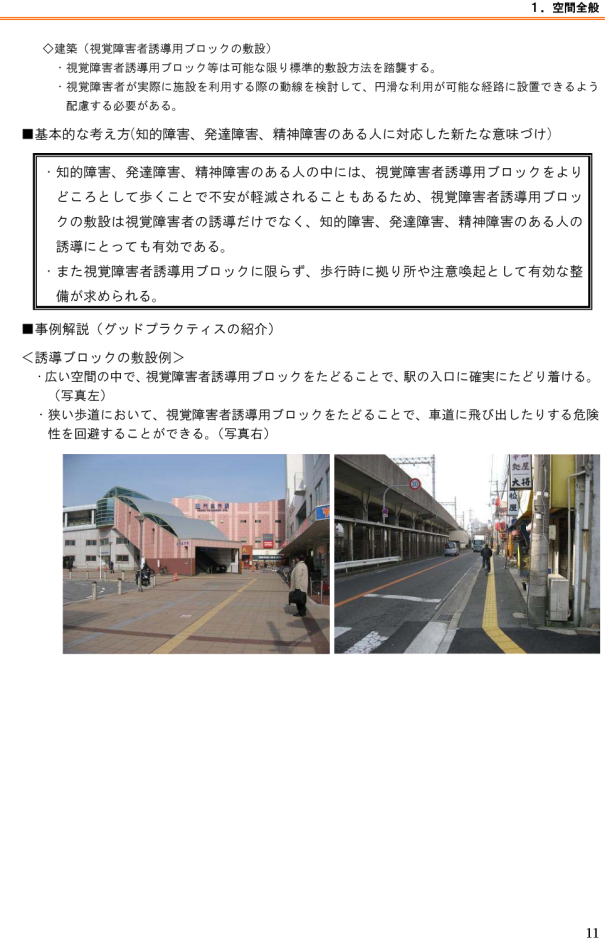 1．空間全般
◇建築（視覚障害者誘導用ブロックの敷設）
・視覚障害者誘導用ブロック等は可能な限り標準的敷設方法を踏襲する。
・視覚障害者が実際に施設を利用する際の動線を検討して、円滑な利用が可能な経路に設置できるよう
配慮する必要がある。
■基本的な考え方(知的障害、発達障害、精神障害のある人に対応した新たな意味づけ)
・知的障害、発達障害、精神障害のある人の中には、視覚障害者誘導用ブロックをより
どころとして歩くことで不安が軽減されることもあるため、視覚障害者誘導用ブロッ
クの敷設は視覚障害者の誘導だけでなく、知的障害、発達障害、精神障害のある人の
誘導にとっても有効である。
・また視覚障害者誘導用ブロックに限らず、歩行時に拠り所や注意喚起として有効な整
備が求められる。
■事例解説（グッドプラクティスの紹介）
＜誘導ブロックの敷設例＞
・広い空間の中で、視覚障害者誘導用ブロックをたどることで、駅の入口に確実にたどり着ける。
（写真左）
・狭い歩道において、視覚障害者誘導用ブロックをたどることで、車道に飛び出したりする危険
性を回避することができる。（写真右）
11